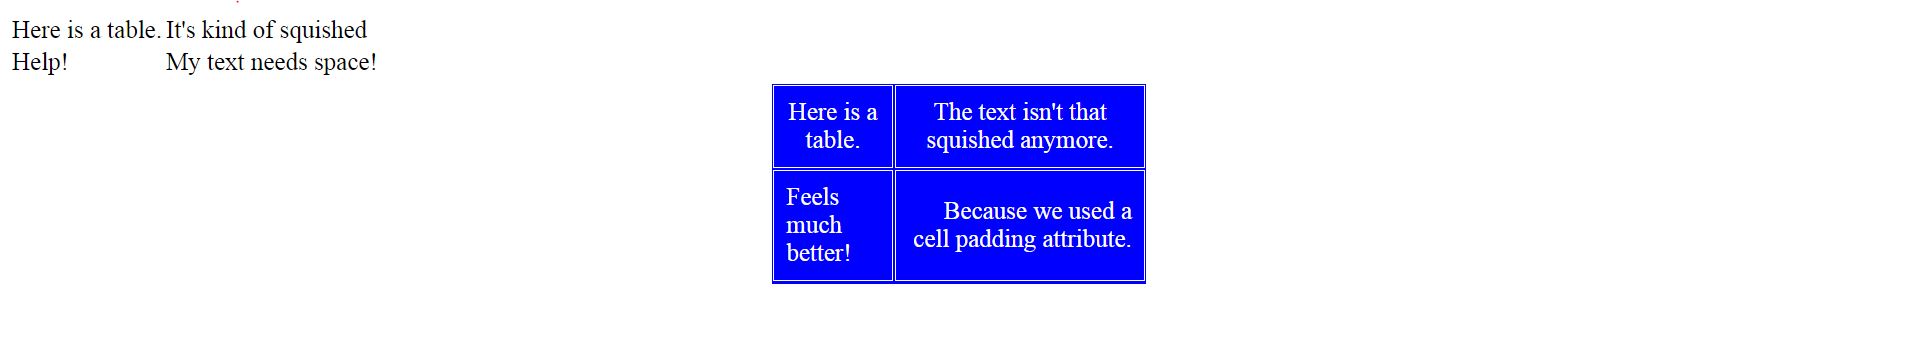 Here is a table. It's kind of squished
Help! My text needs space!
Here is a
table.
The text isn't that
squished anymore.
Feels
much
better!
Because we used a
cell padding attribute.